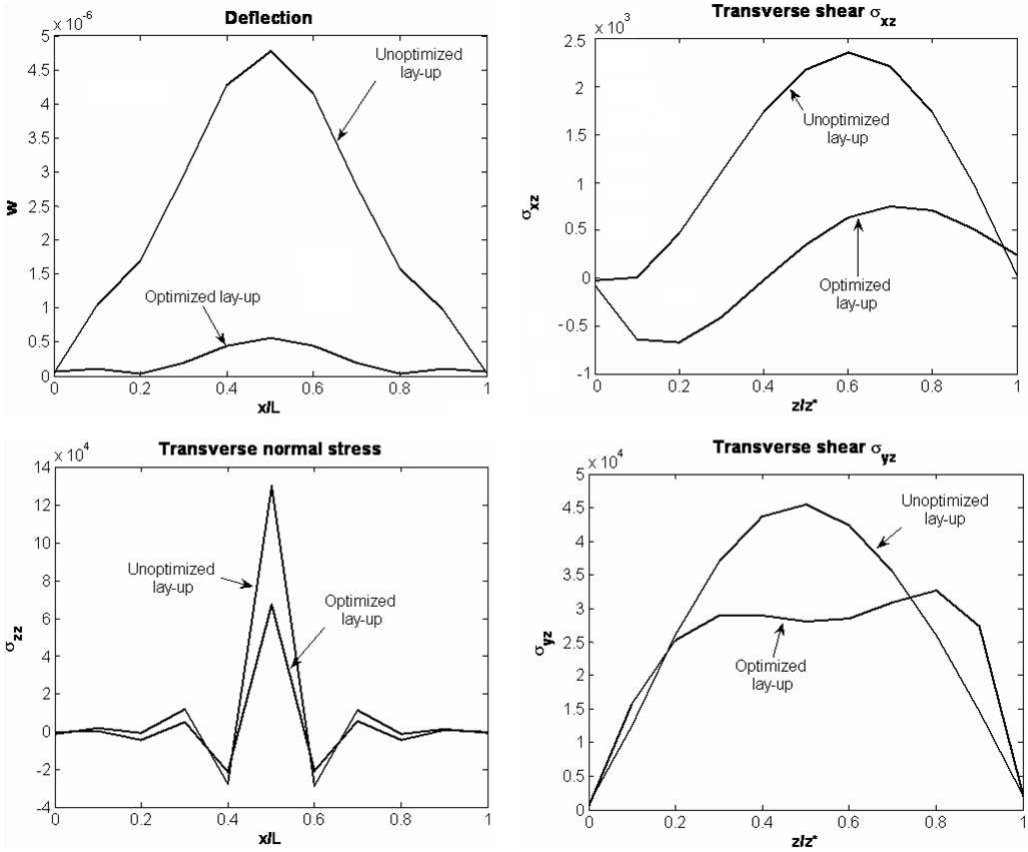 Deflection
x 10⁻⁶
5
4.5
4
3.5
3
2.5
2
1.5
1
0.5
0
w
Unoptimized
lay-up
Optimized lay-up
0
0.2
0.4
0.6
0.8
1
x/L
Transverse shear σxz
x 10³
2.5
2
1.5
1
0.5
0
-0.5
-1
σxz
Unoptimized
lay-up
Optimized
lay-up
0
0.2
0.4
0.6
0.8
1
z/z*
Transverse normal stress
x 10⁴
14
12
10
8
6
4
2
0
-2
-4
σzz
Unoptimized
lay-up
Optimized
lay-up
0
0.2
0.4
0.6
0.8
1
x/L
Transverse shear σyz
x 10⁴
5
4.5
4
3.5
3
2.5
2
1.5
1
0.5
0
σyz
Unoptimized
lay-up
Optimized
lay-up
0
0.2
0.4
0.6
0.8
1
z/z*